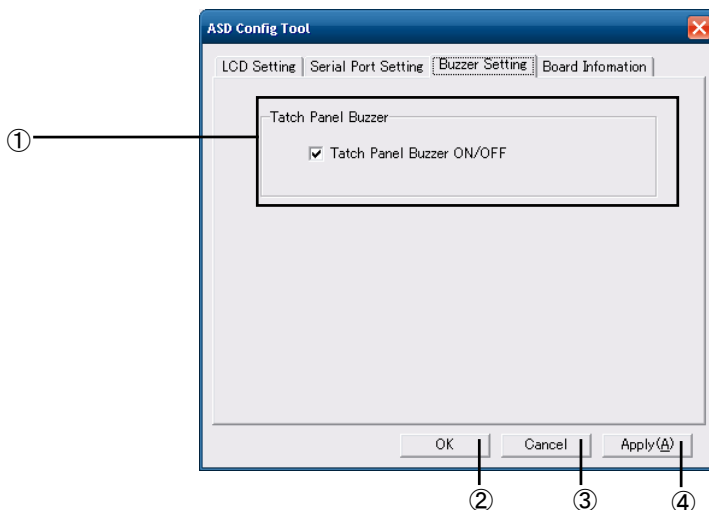 ASD Config Tool
LCD Setting Serial Port Setting Buzzer Setting Board Infomation
Tatch Panel Buzzer
① Tatch Panel Buzzer ON/OFF
OK Cancel Apply(A)
② ③ ④